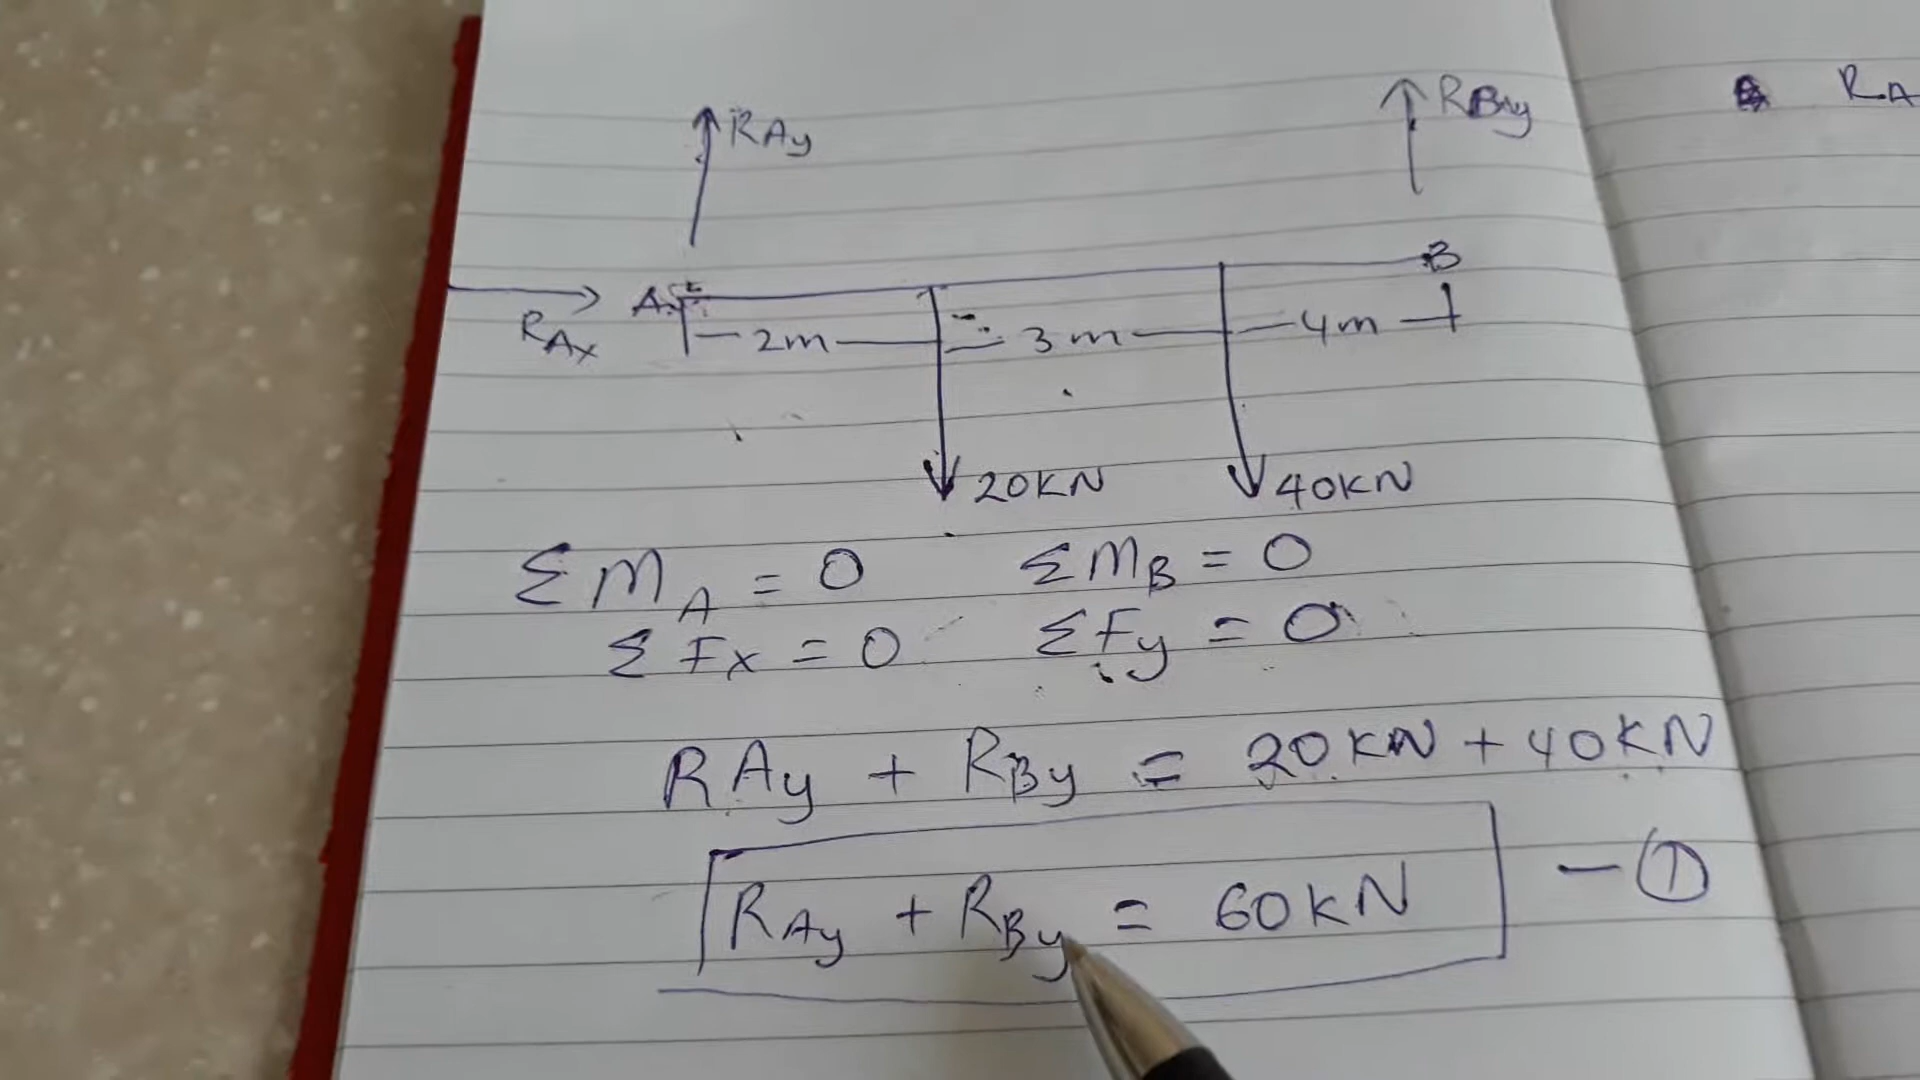 RAy
RBy
RA
B
A
RAx
2m
3m
4m
20KN
40KN
ΣMA = 0
ΣMB = 0
ΣFx = 0
ΣFy = 0
RAy + RBy = 20KN + 40KN
RAy + RBy = 60KN - ①